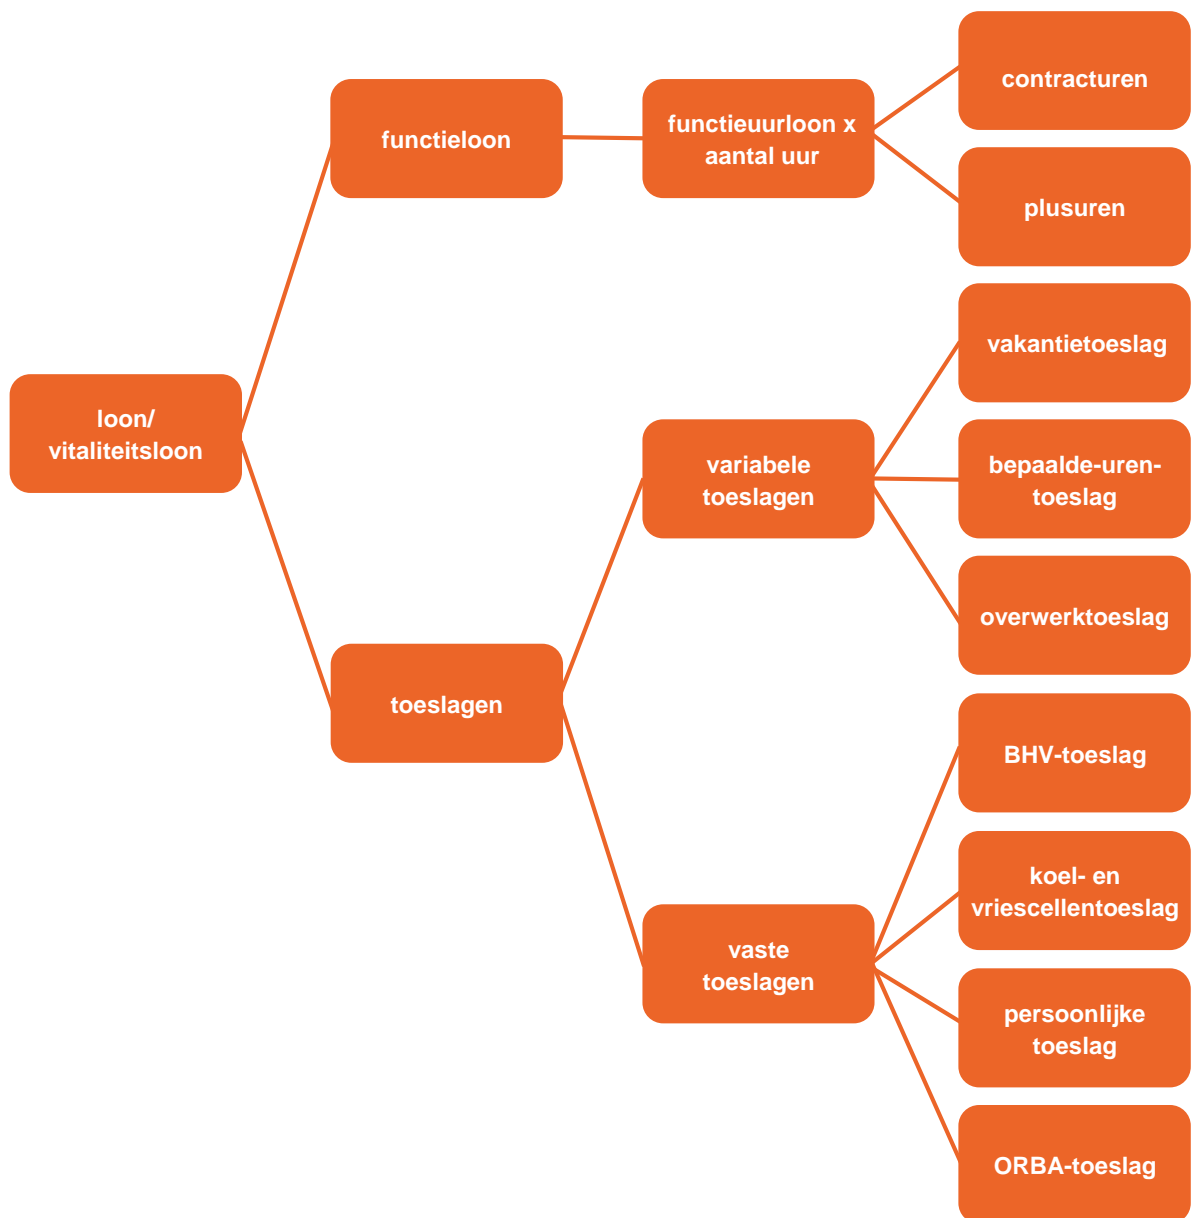 contracturen
functieloon
functieuurloon x
aantal uur
plusuren
vakantietoeslag
loon/
vitaliteitsloon
variabele
toeslagen
bepaalde-uren-
toeslag
overwerktoeslag
toeslagen
BHV-toeslag
koel- en
vriescellentoeslag
vaste
toeslagen
persoonlijke
toeslag
ORBA-toeslag